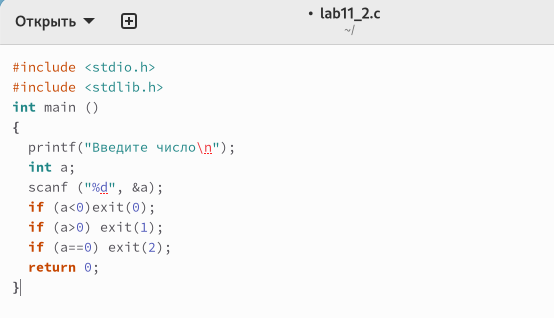 Открыть
• lab11_2.c
~/
#include <stdio.h>
#include <stdlib.h>
int main ()
{
  printf("Введите число\n");
  int a;
  scanf ("%d", &a);
  if (a<0)exit(0);
  if (a>0) exit(1);
  if (a==0) exit(2);
  return 0;
}